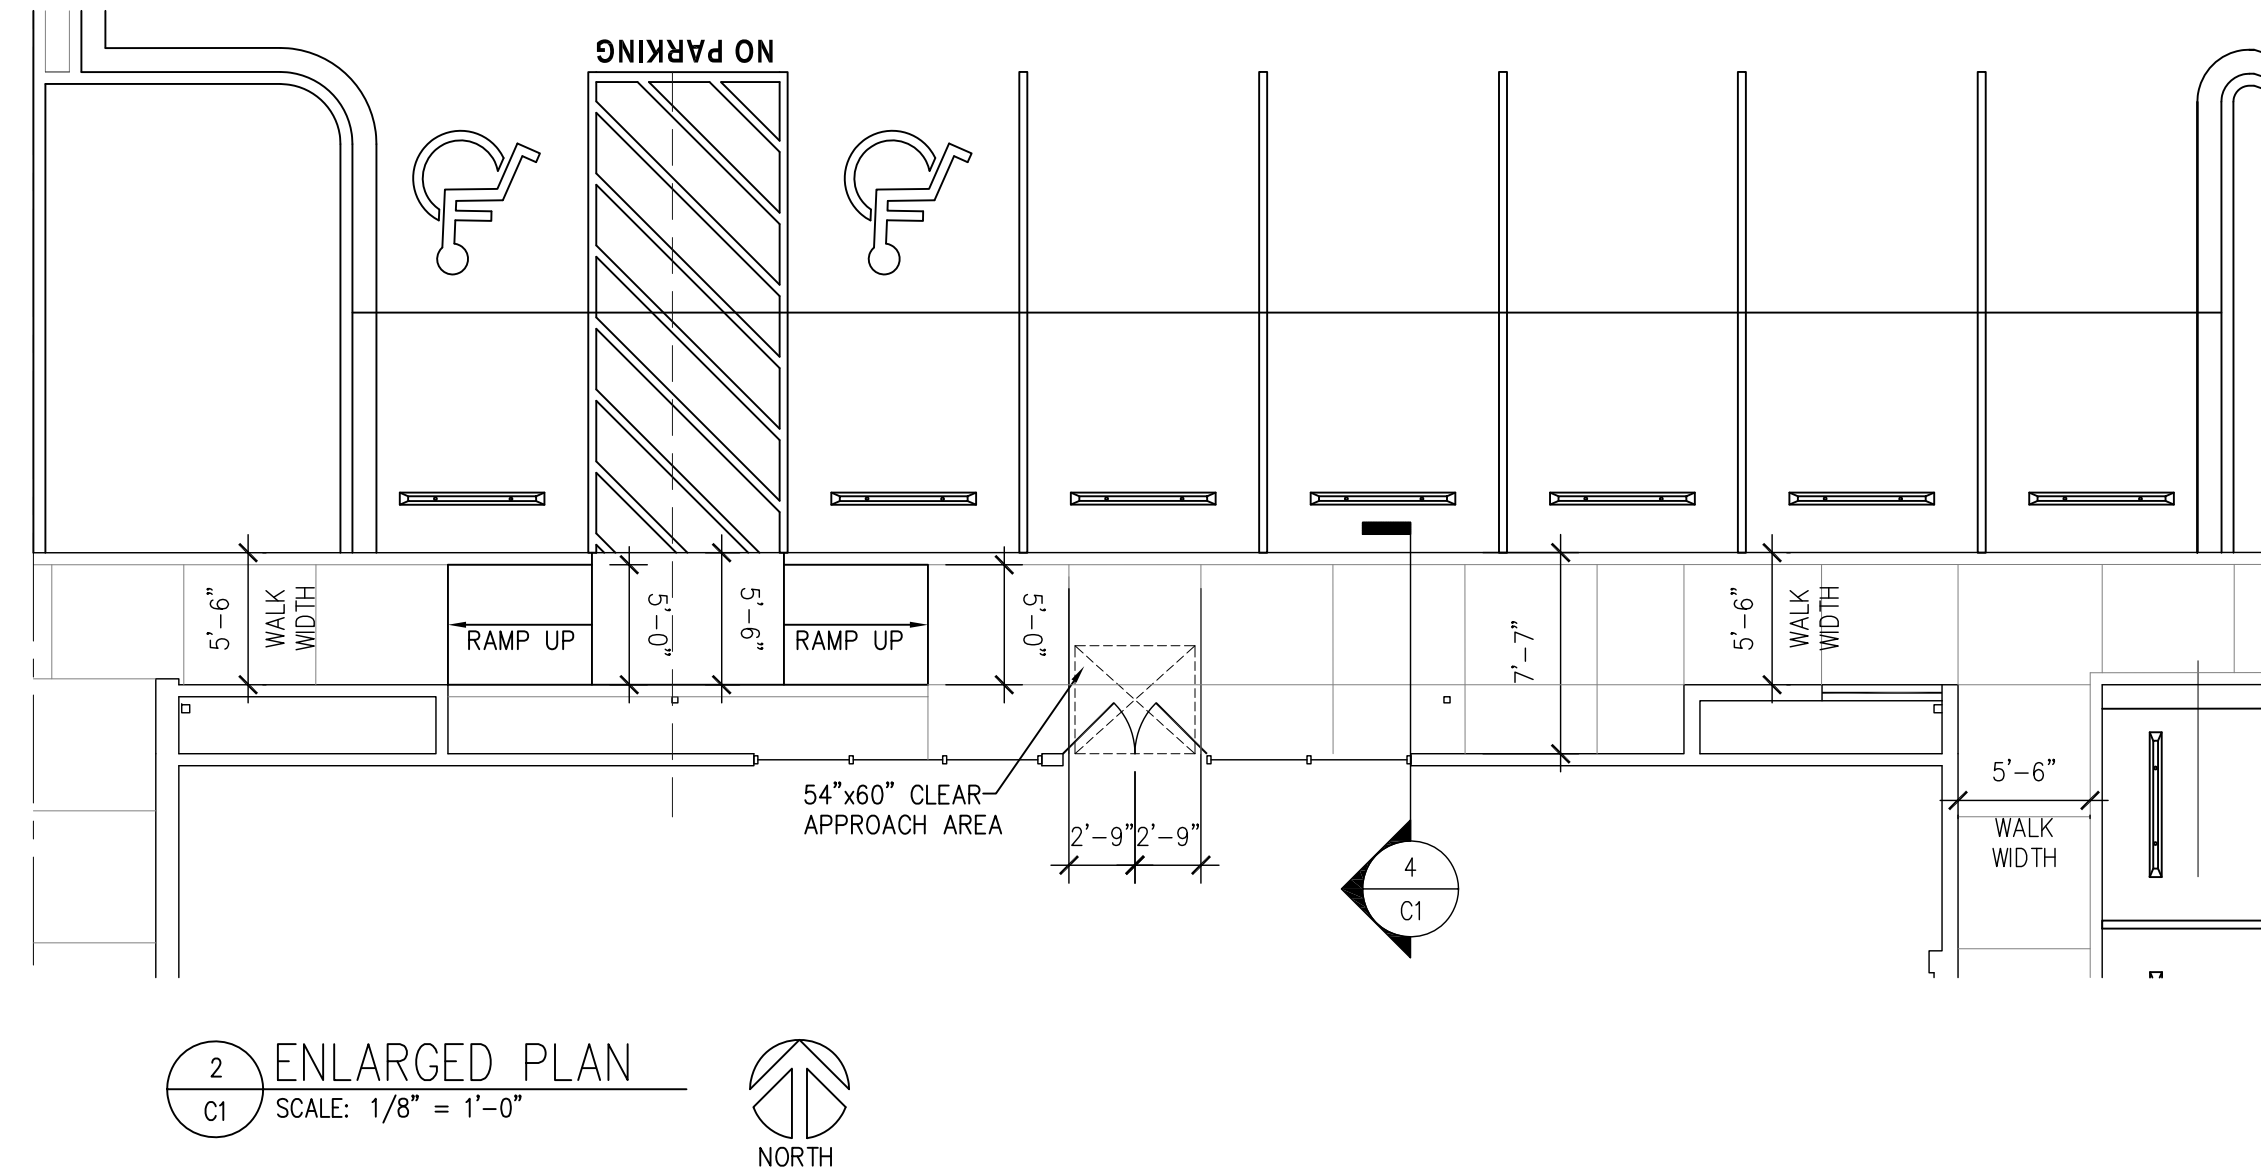 NO PARKING
5'-6"
WALK
WIDTH
RAMP UP
5'-0"
5'-6"
RAMP UP
5'-0"
7'-7"
5'-6"
WALK
WIDTH
54"x60" CLEAR
APPROACH AREA
2'-9"
2'-9"
5'-6"
WALK
WIDTH
4
C1
2
C1
ENLARGED PLAN
SCALE: 1/8" = 1'-0"
NORTH